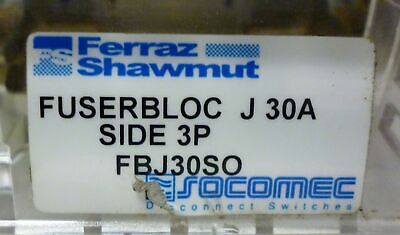 Ferraz
Shawmut
FUSERBLOC J 30A
SIDE 3P
FBJ30SO
SOCOMEC
Disconnect Switches